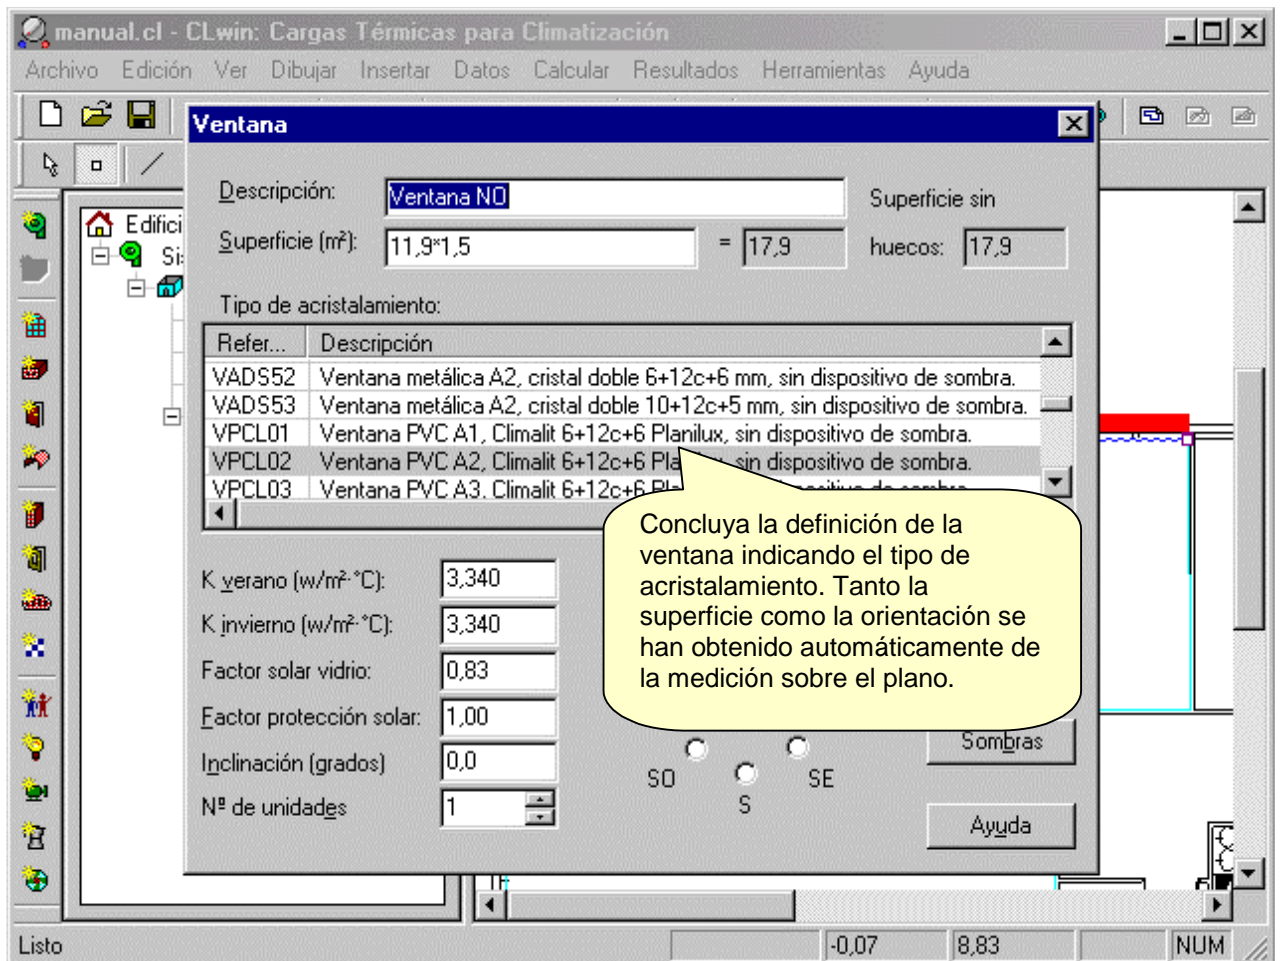 manual.cl - CLwin: Cargas Térmicas para Climatización
Archivo Edición Ver Dibujar Insertar Datos Calcular Resultados Herramientas Ayuda
Ventana
Descripción: Ventana NO
Superficie sin
huecos: 17,9
Superficie (m²): 11,9*1,5 = 17,9
Tipo de acristalamiento:
Refer... Descripción
VADS52 Ventana metálica A2, cristal doble 6+12c+6 mm, sin dispositivo de sombra.
VADS53 Ventana metálica A2, cristal doble 10+12c+5 mm, sin dispositivo de sombra.
VPCL01 Ventana PVC A1, Climalit 6+12c+6 Planilux, sin dispositivo de sombra.
VPCL02 Ventana PVC A2, Climalit 6+12c+6 sin dispositivo de sombra.
VPCL03 Ventana PVC A3, Climalit 6+12c+6
Concluya la definición de la
ventana indicando el tipo de
acristalamiento. Tanto la
superficie como la orientación se
han obtenido automáticamente de
la medición sobre el plano.
K verano (w/m²·°C): 3,340
K invierno (w/m²·°C): 3,340
Factor solar vidrio: 0,83
Factor protección solar: 1,00
Inclinación (grados) 0,0
Nº de unidades 1
SO
S
SE
Sombras
Ayuda
Edifici
Si
Listo
-0,07
8,83
NUM